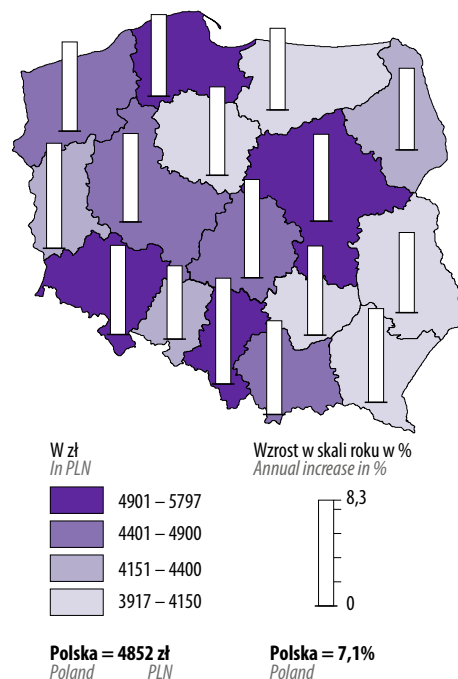 W zł
In PLN
4901 – 5797
4401 – 4900
4151 – 4400
3917 – 4150
Wzrost w skali roku w %
Annual increase in %
8,3
0
Polska = 4852 zł
Poland PLN
Polska = 7,1%
Poland